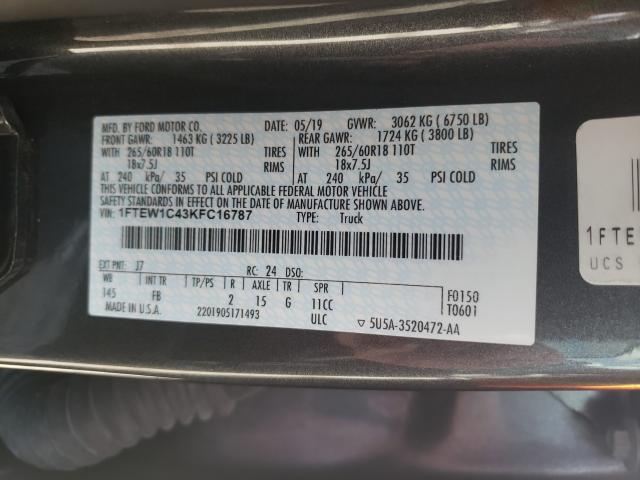 MFD. BY FORD MOTOR CO.
DATE: 05/19 GVWR: 3062 KG ( 6750 LB)
FRONT GAWR: 1463 KG ( 3225 LB) REAR GAWR: 1724 KG ( 3800 LB)
WITH 265/60R18 110T TIRES WITH 265/60R18 110T TIRES
18x7.5J RIMS 18x7.5J RIMS
AT 240 kPa/ 35 PSI COLD AT 240 kPa/ 35 PSI COLD
THIS VEHICLE CONFORMS TO ALL APPLICABLE FEDERAL MOTOR VEHICLE
SAFETY STANDARDS IN EFFECT ON THE DATE OF MANUFACTURE SHOWN ABOVE.
VIN: 1FTEW1C43KFC16787 TYPE: Truck
EXT PNT: J7 RC: 24 DSO:
WB INT TR TP/PS R AXLE TR SPR
145 FB 2 15 G 11CC F0150
MADE IN U.S.A. 2201905171493 ULC T0601
▽ 5U5A-3520472-AA
1FTE
UCS